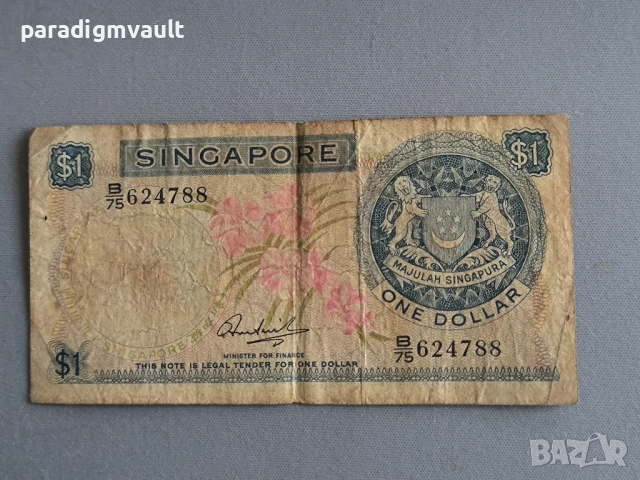 paradigmvault
$1
SINGAPORE
$1
B/75 624788
MAJULAH SINGAPURA
ONE DOLLAR
B/75 624788
SINGAPORE
MINISTER FOR FINANCE
$1
THIS NOTE IS LEGAL TENDER FOR ONE DOLLAR
BAZAR